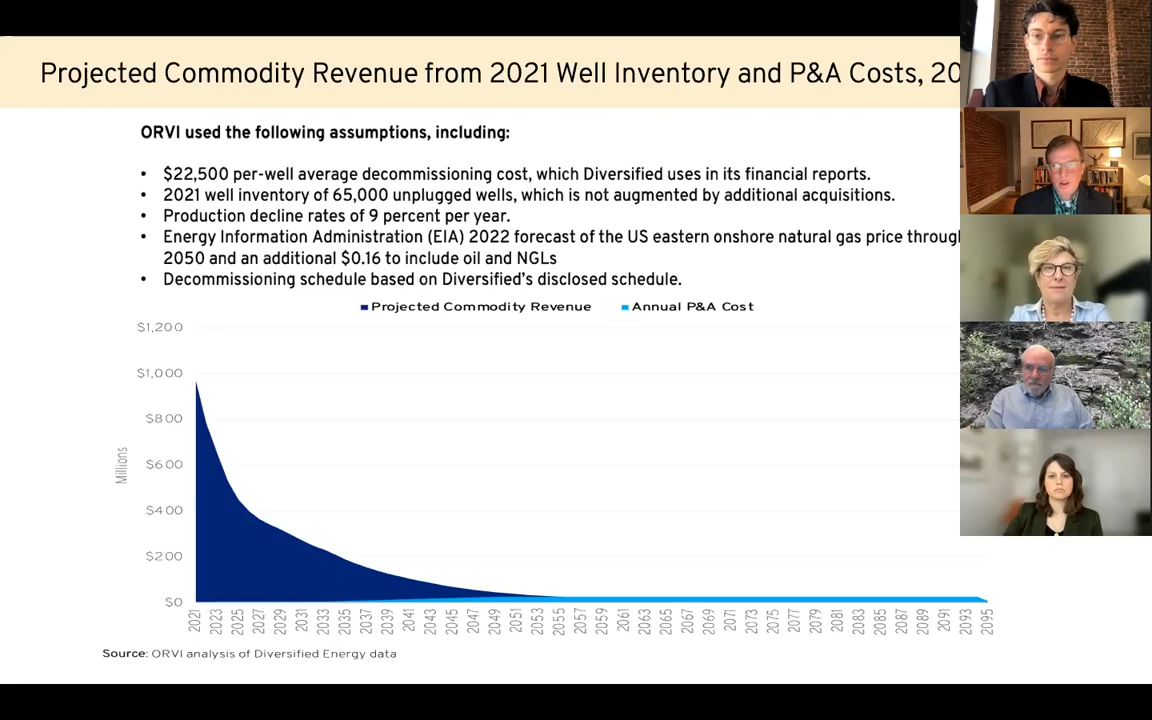 Projected Commodity Revenue from 2021 Well Inventory and P&A Costs, 20
ORVI used the following assumptions, including:
• $22,500 per-well average decommissioning cost, which Diversified uses in its financial reports.
• 2021 well inventory of 65,000 unplugged wells, which is not augmented by additional acquisitions.
• Production decline rates of 9 percent per year.
• Energy Information Administration (EIA) 2022 forecast of the US eastern onshore natural gas price through
2050 and an additional $0.16 to include oil and NGLs
• Decommissioning schedule based on Diversified's disclosed schedule.
Projected Commodity Revenue Annual P&A Cost
$1,200
$1,000
$800
$600
$400
$200
$0
Millions
2021 2023 2025 2027 2029 2031 2033 2035 2037 2039 2041 2043 2045 2047 2049 2051 2053 2055 2057 2059 2061 2063 2065 2067 2069 2071 2073 2075 2077 2079 2081 2083 2085 2087 2089 2091 2093 2095
Source: ORVI analysis of Diversified Energy data